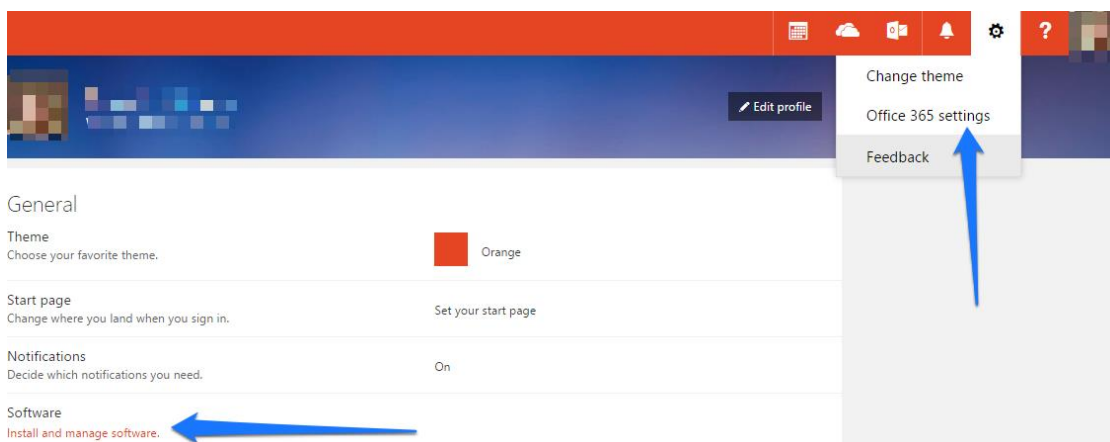 ?
Edit profile
Change theme
Office 365 settings
Feedback
General
Theme
Choose your favorite theme.
Orange
Start page
Change where you land when you sign in.
Set your start page
Notifications
Decide which notifications you need.
On
Software
Install and manage software.